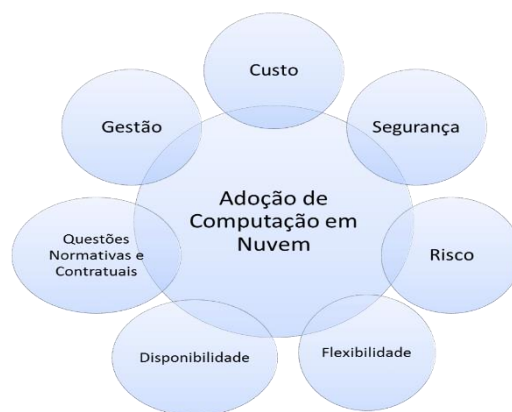 Custo
Gestão
Segurança
Adoção de
Computação em
Nuvem
Questões
Normativas e
Contratuais
Risco
Disponibilidade
Flexibilidade